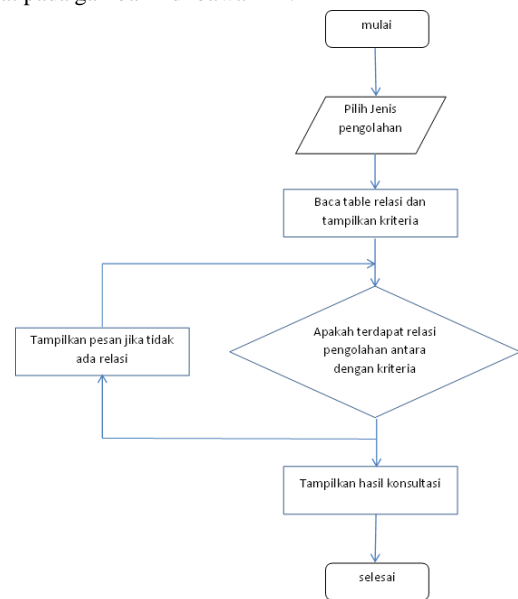 mulai
Pilih Jenis
pengolahan
Baca table relasi dan
tampilkan kriteria
Apakah terdapat relasi
pengolahan antara
dengan kriteria
Tampilkan pesan jika tidak
ada relasi
Tampilkan hasil konsultasi
selesai